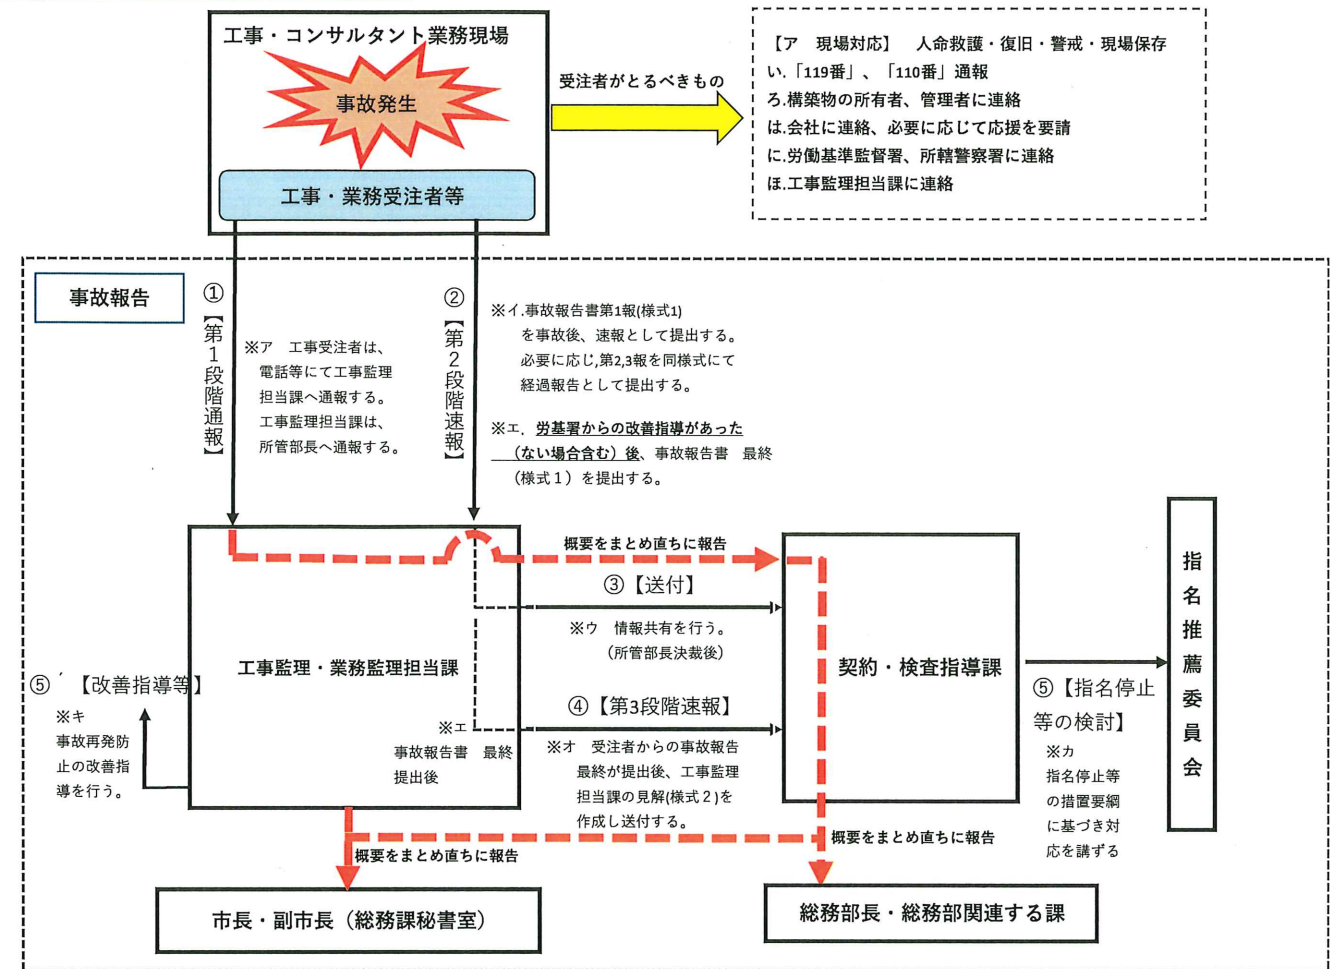 工事・コンサルタント業務現場
事故発生
工事・業務受注者等
受注者がとるべきもの
【ア　現場対応】　人命救護・復旧・警戒・現場保存
い.「119番」、「110番」通報
ろ.構築物の所有者、管理者に連絡
は.会社に連絡、必要に応じて応援を要請
に.労働基準監督署、所轄警察署に連絡
ほ.工事監理担当課に連絡
事故報告
①【第１段階通報】
※ア　工事受注者は、
電話等にて工事監理
担当課へ通報する。
工事監理担当課は、
所管部長へ通報する。
②【第２段階速報】
※イ.事故報告書第1報(様式1)
を事故後、速報として提出する。
必要に応じ,第2,3報を同様式にて
経過報告として提出する。
※エ．労基署からの改善指導があった
（ない場合含む）後、事故報告書　最終
（様式１）を提出する。
概要をまとめ直ちに報告
③【送付】
※ウ　情報共有を行う。
（所管部長決裁後）
工事監理・業務監理担当課
※エ
事故報告書　最終
提出後
④【第3段階速報】
※オ　受注者からの事故報告
最終が提出後、工事監理
担当課の見解(様式２)を
作成し送付する。
契約・検査指導課
⑤【指名停止
等の検討】
※カ
指名停止等
の措置要綱
に基づき対
応を講ずる
指名推薦委員会
⑤´【改善指導等】
※キ
事故再発防
止の改善指
導を行う。
概要をまとめ直ちに報告
概要をまとめ直ちに報告
市長・副市長（総務課秘書室）
総務部長・総務部関連する課